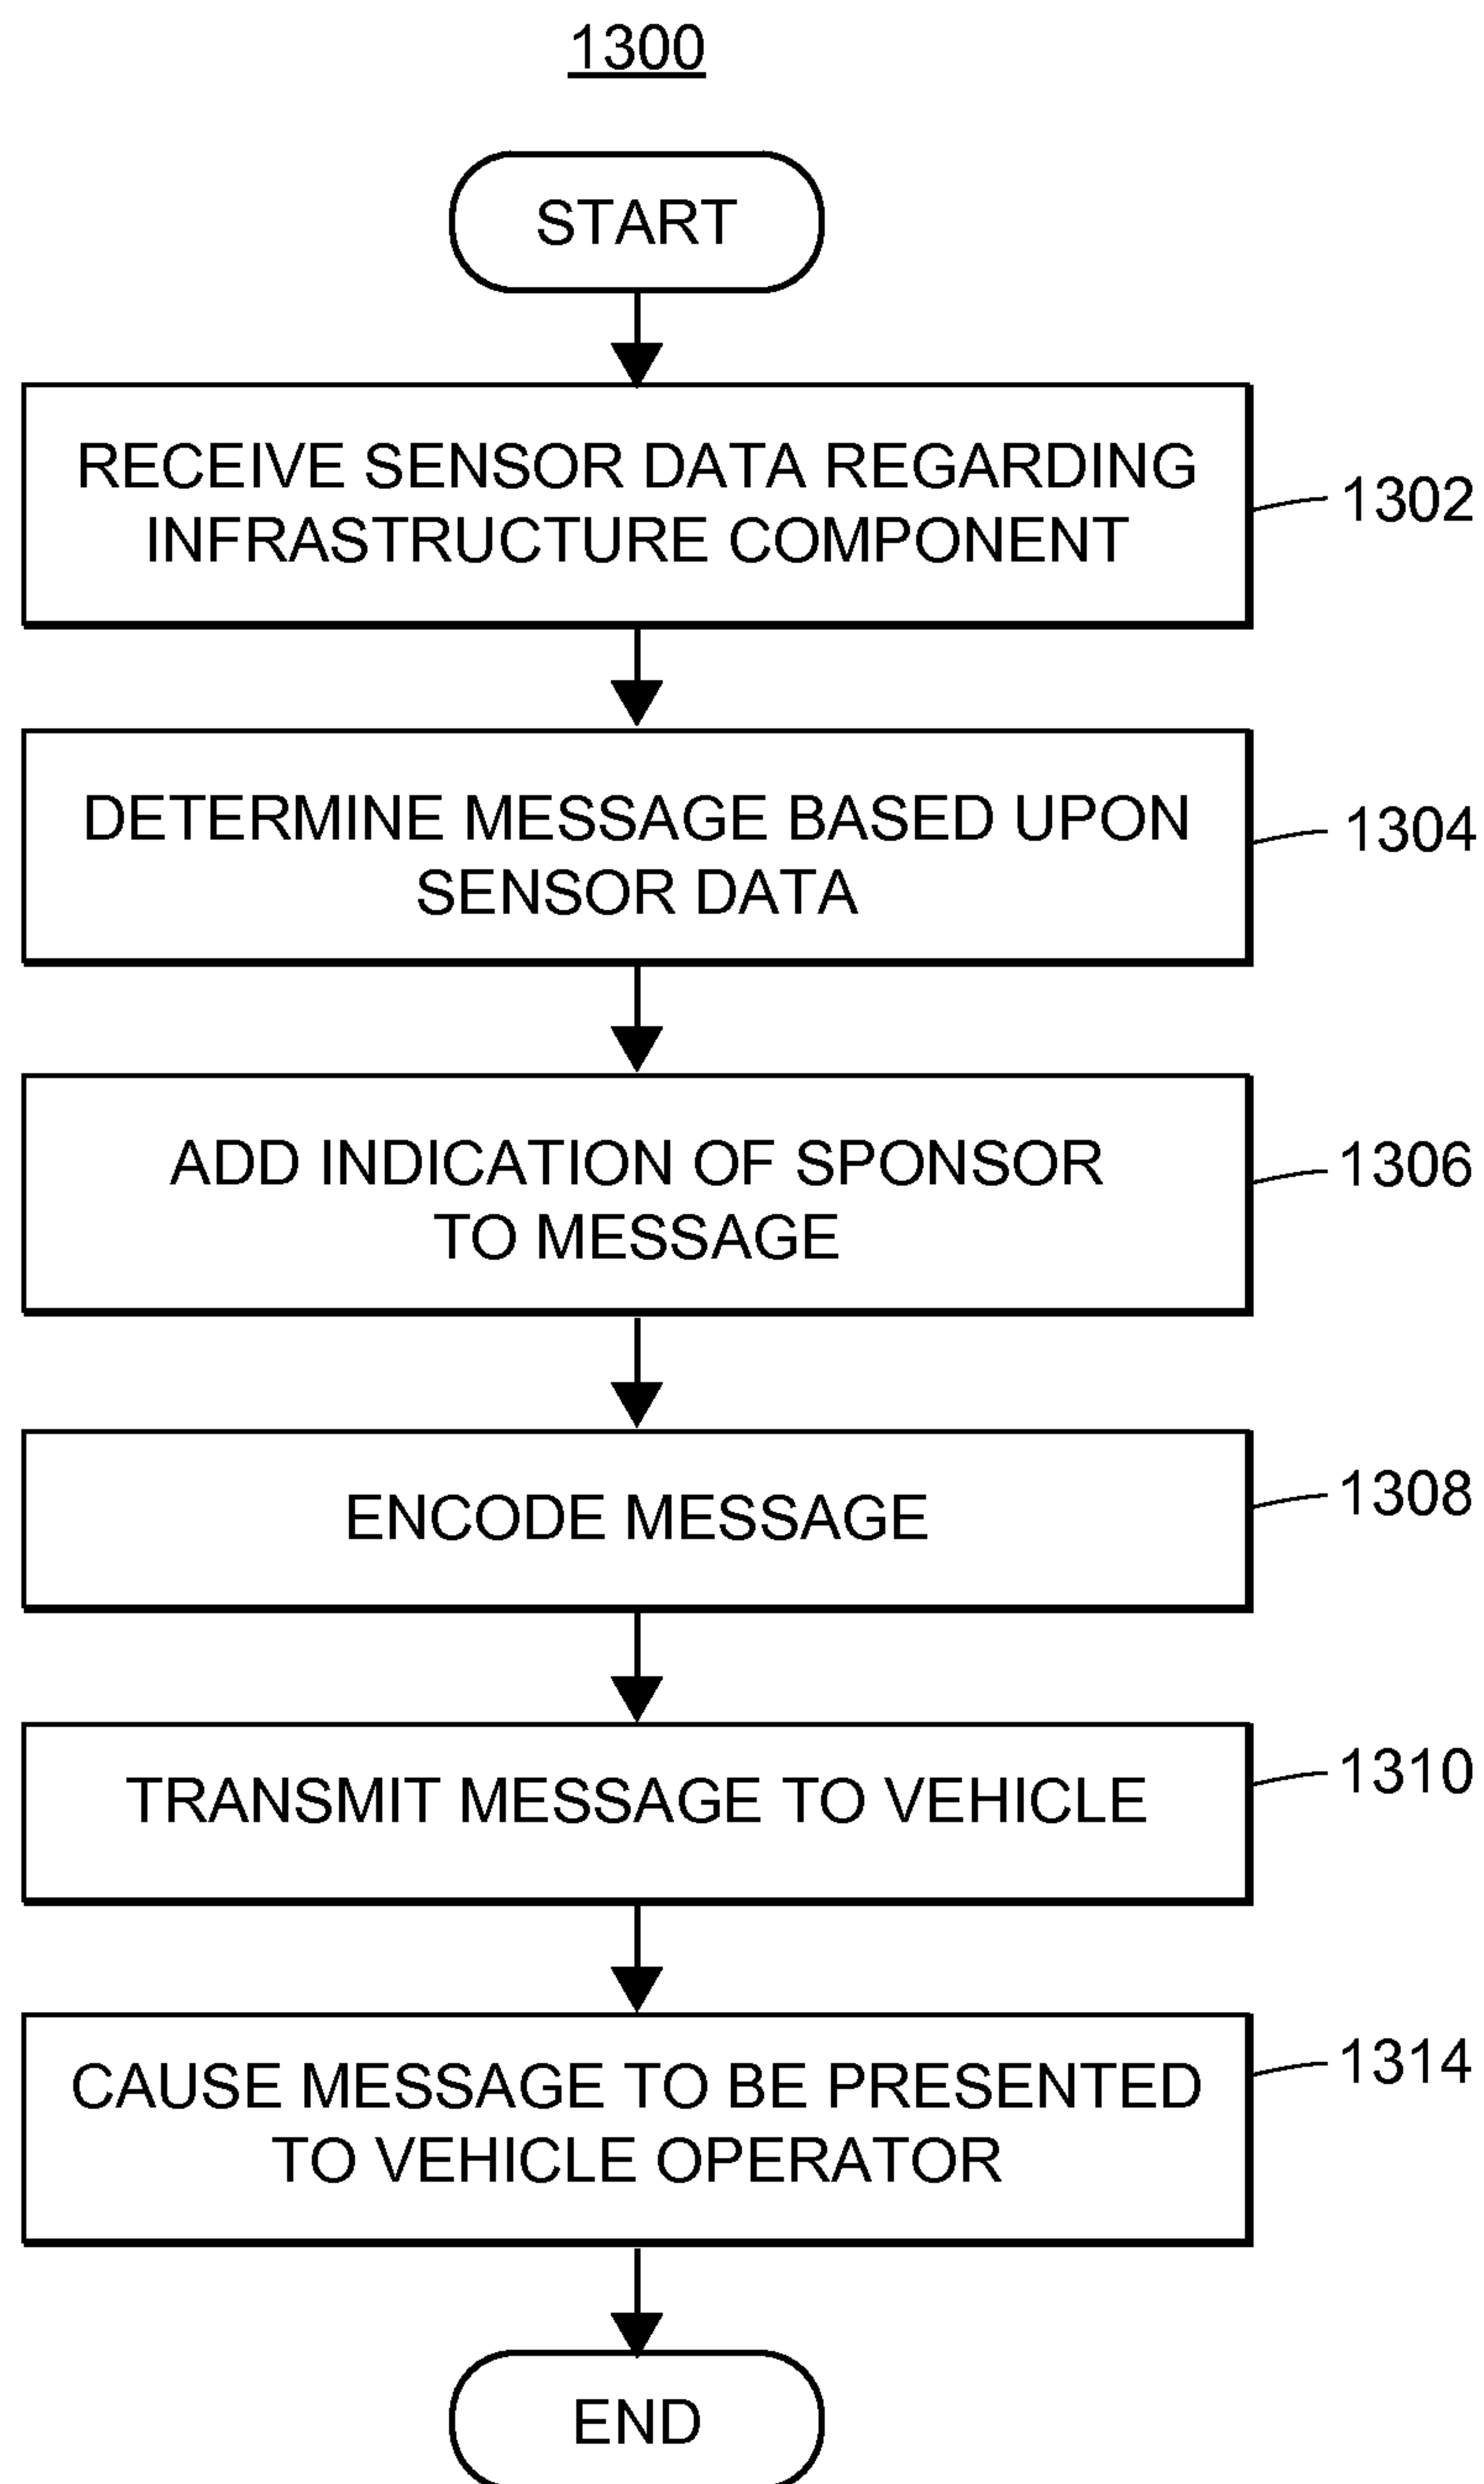 1300
START
RECEIVE SENSOR DATA REGARDING
INFRASTRUCTURE COMPONENT
1302
DETERMINE MESSAGE BASED UPON
SENSOR DATA
1304
ADD INDICATION OF SPONSOR
TO MESSAGE
1306
ENCODE MESSAGE
1308
TRANSMIT MESSAGE TO VEHICLE
1310
CAUSE MESSAGE TO BE PRESENTED
TO VEHICLE OPERATOR
1314
END